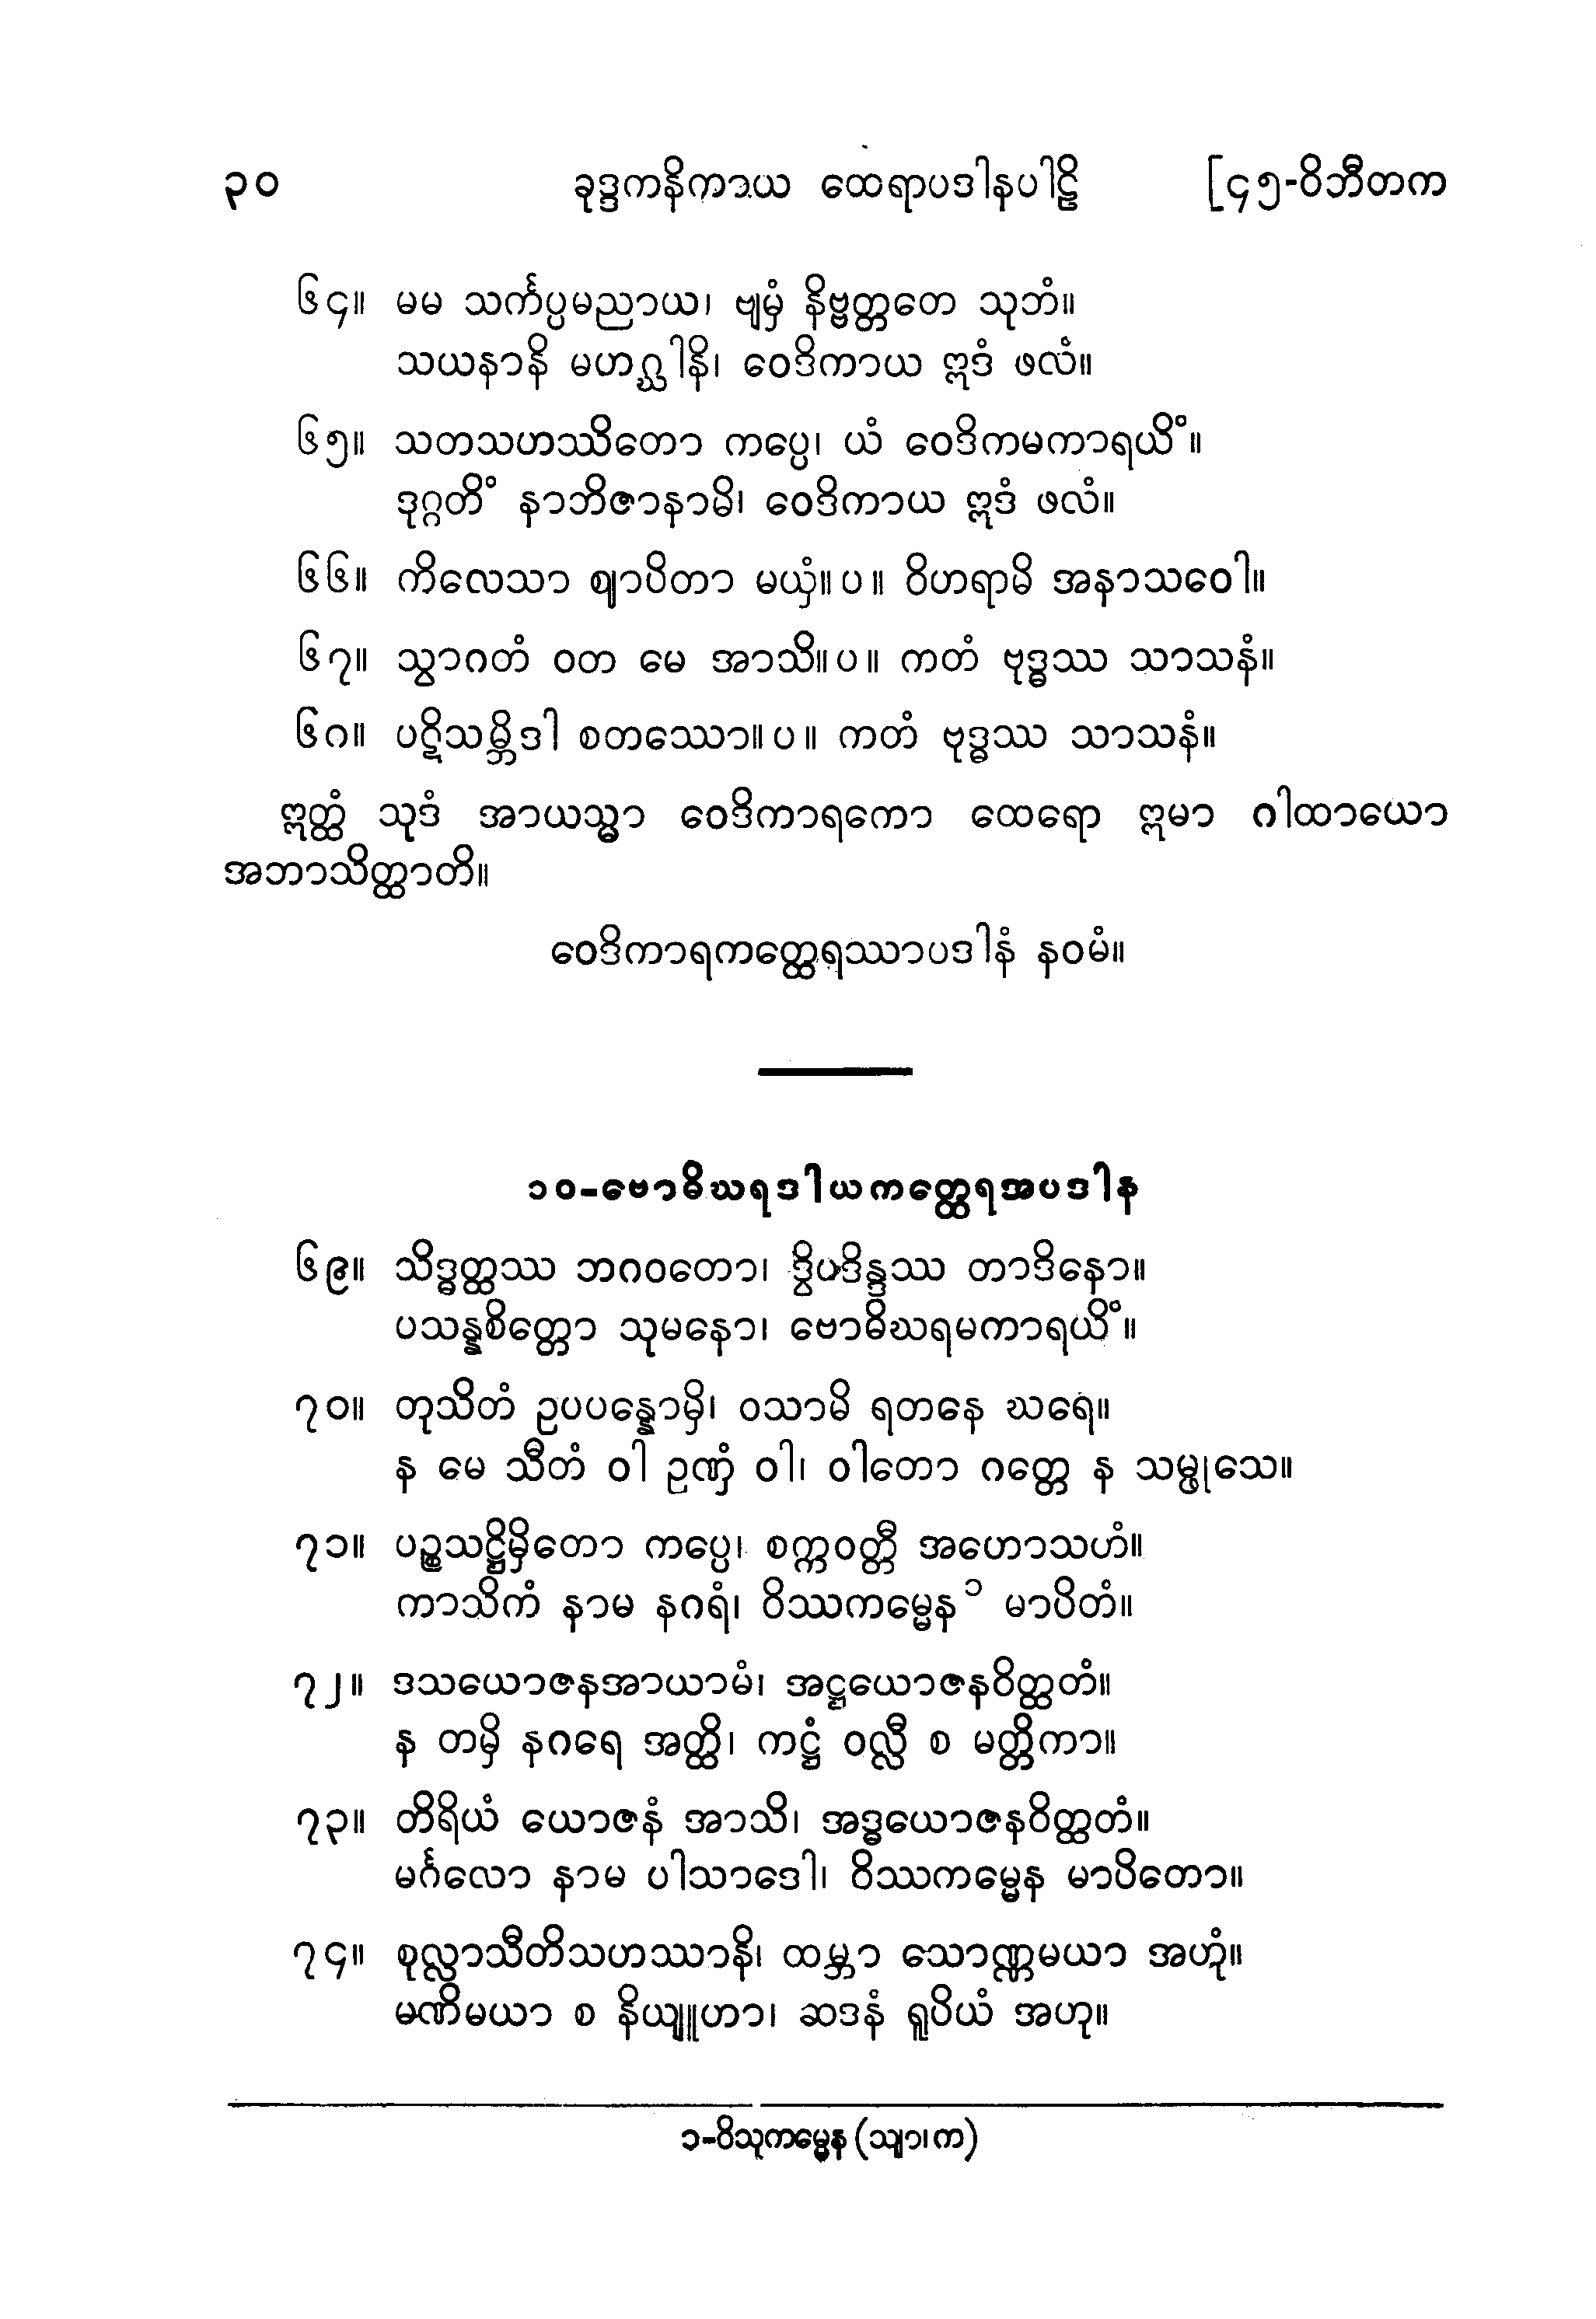 ၃၀ ခုဒ္ဒကနိကာယ ထေရာပဒါနပါဠိ [၄၅-ဝိဘီတက
၆၄။ မမ သင်္ကပ္ပမညာယ၊ ဗျမှံ နိဗ္ဗတ္တတေ သုဘံ။
သယနာနိ မဟဂ္ဃါနိ၊ ဝေဒိကာယ ဣဒံ ဖလံ။
၆၅။ သတသဟဿိတော ကပ္ပေ၊ ယံ ဝေဒိကမကာရယိံ။
ဒုဂ္ဂတိံ နာဘိဇာနာမိ၊ ဝေဒိကာယ ဣဒံ ဖလံ။
၆၆။ ကိလေသာ ဈာပိတာ မယှံ။ ပ ။ ဝိဟရာမိ အနာသဝေါ။
၆၇။ သွာဂတံ ဝတ မေ အာသိ။ ပ ။ ကတံ ဗုဒ္ဓဿ သာသနံ။
၆၈။ ပဋိသမ္ဘိဒါ စတဿော။ ပ ။ ကတံ ဗုဒ္ဓဿ သာသနံ။
ဣတ္ထံ သုဒံ အာယသ္မာ ဝေဒိကာရကော ထေရော ဣမာ ဂါထာယော
အဘာသိတ္ထာတိ။
ဝေဒိကာရကတ္ထေရဿာပဒါနံ နဝမံ။
၁၀-ဗောဓိဃရဒါယကတ္ထေရအပဒါန
၆၉။ သိဒ္ဓတ္ထဿ ဘဂဝတော၊ ဒွိပဒိန္ဒဿ တာဒိနော။
ပသန္နစိတ္တော သုမနော၊ ဗောဓိဃရမကာရယိံ။
၇၀။ တုသိတံ ဥပပန္နောမှိ၊ ဝသာမိ ရတနေ ဃရေ။
န မေ သီတံ ဝါ ဥဏှံ ဝါ၊ ဝါတော ဂတ္တေ န သမ္ဖုသေ။
၇၁။ ပဉ္စသဋ္ဌိမှိတော ကပ္ပေ၊ စက္ကဝတ္တီ အဟောသဟံ။
ကာသိကံ နာမ နဂရံ၊ ဝိဿကမ္မေန ၁ မာပိတံ။
၇၂။ ဒသယောဇနအာယာမံ၊ အဋ္ဌယောဇနဝိတ္ထတံ။
န တမှိ နဂရေ အတ္ထိ၊ ကဋ္ဌံ ဝလ္လီ စ မတ္တိကာ။
၇၃။ တိရိယံ ယောဇနံ အာသိ၊ အဒ္ဓယောဇနဝိတ္ထတံ။
မင်္ဂလော နာမ ပါသာဒေါ၊ ဝိဿကမ္မေန မာပိတော။
၇၄။ စုလ္လာသီတိသဟဿာနိ၊ ထမ္ဘာ သောဏ္ဏမယာ အဟုံ။
မဏိမယာ စ နိယျူဟာ၊ ဆဒနံ ရူပိယံ အဟု။
၁-ဝိသုကမ္မေန (သျာ၊ က)